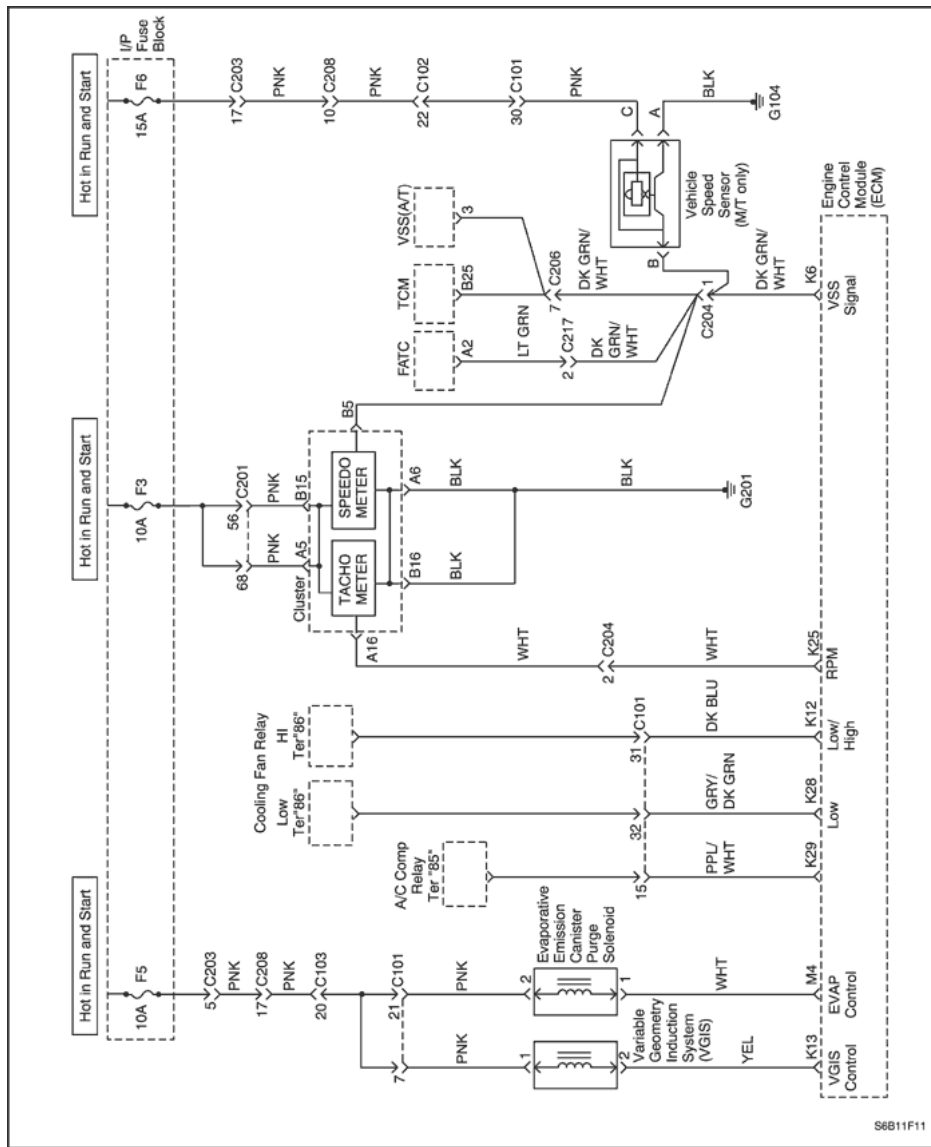 Hot in Run and Start
Hot in Run and Start
Hot in Run and Start
I/P
Fuse
Block
F5
10A
F3
10A
F6
15A
5
C203
PNK
17
C208
PNK
20
C103
7
21
C101
PNK
PNK
1
2
Variable
Geometry
Induction
System
(VGIS)
YEL
K13
VGIS
Control
2
1
Evaporative
Emission
Canister
Purge
Solenoid
WHT
M4
EVAP
Control
A/C Comp
Relay
Ter "85"
15
PPL/
WHT
K29
Cooling Fan Relay
Low
Ter"86"
32
GRY/
DK GRN
K28
Low
HI
Ter"86"
31
C101
DK BLU
K12
Low/
High
68
56
C201
PNK
PNK
A5
B15
Cluster
TACHO
METER
SPEEDO
METER
A16
B16
A6
B5
BLK
BLK
BLK
G201
WHT
2
C204
WHT
K25
RPM
FATC
A2
LT GRN
2
C217
DK
GRN/
WHT
TCM
B25
VSS(A/T)
3
7
C206
DK GRN/
WHT
C204
1
DK GRN/
WHT
K6
VSS
Signal
17
C203
PNK
10
C208
PNK
22
C102
30
C101
PNK
C
A
B
BLK
G104
Vehicle
Speed
Sensor
(M/T only)
Engine
Contrel
Module
(ECM)
S6B11F11